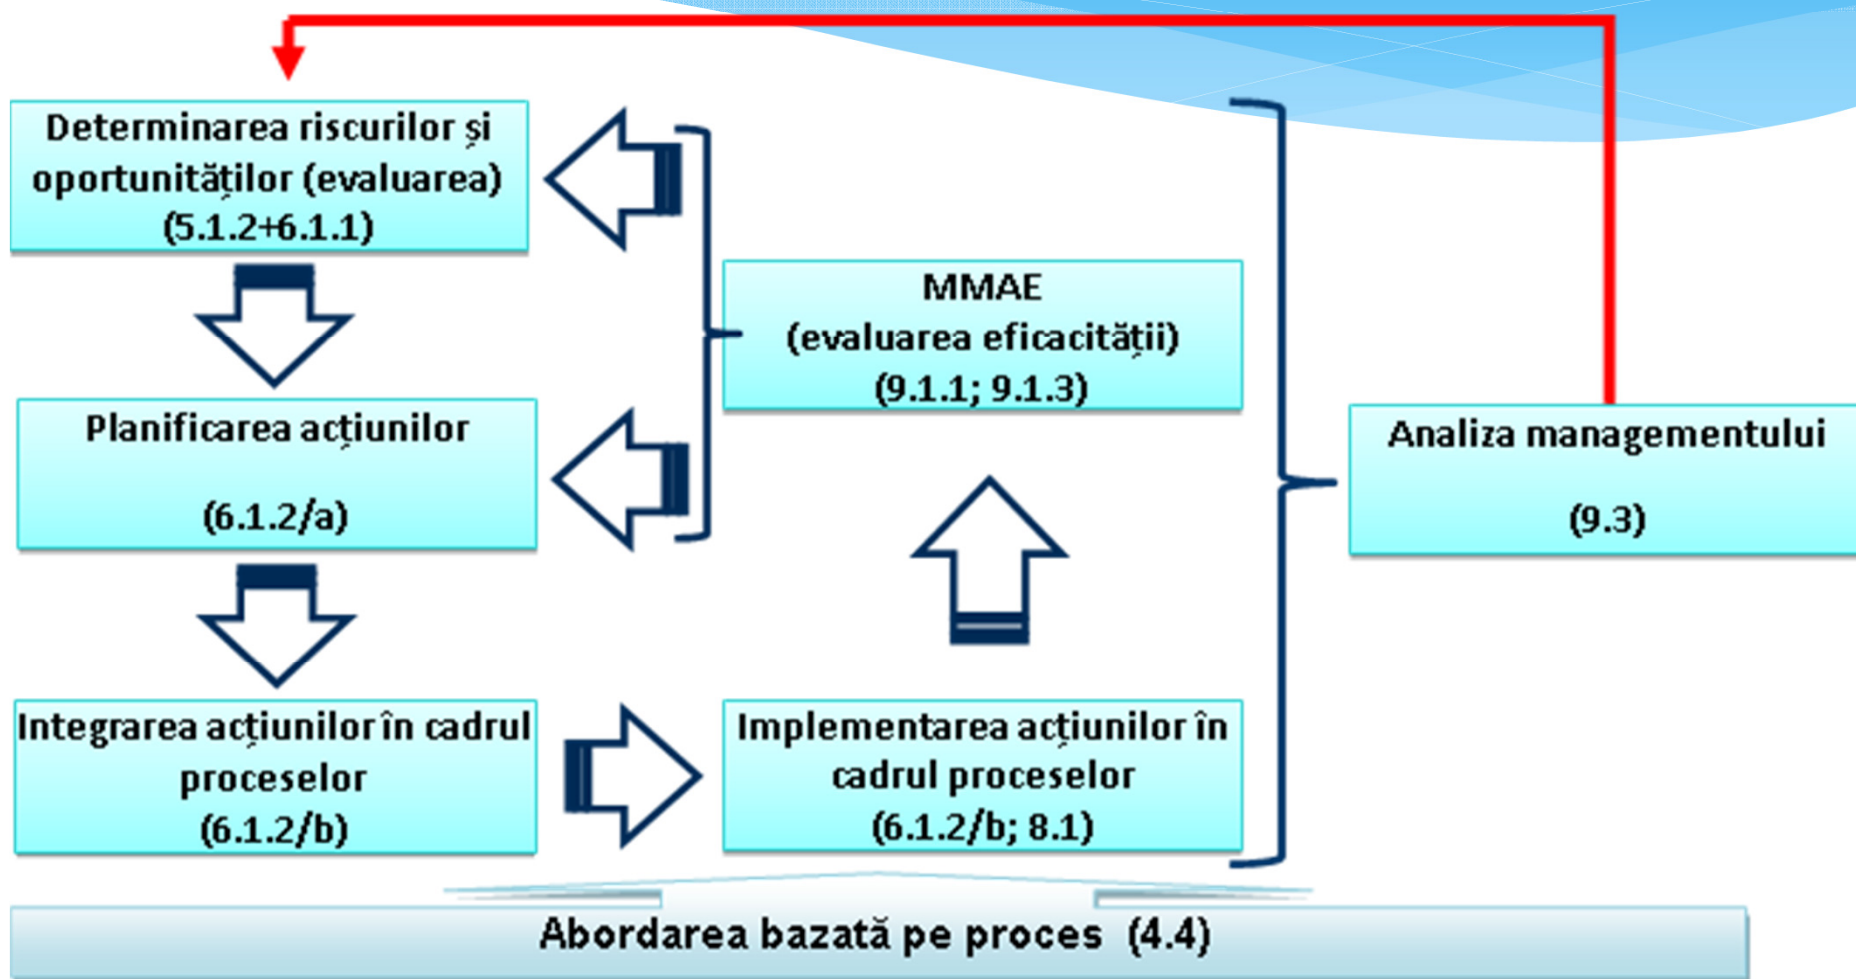 Determinarea riscurilor și
oportunităților (evaluarea)
(5.1.2+6.1.1)
Planificarea acțiunilor
(6.1.2/a)
Integrarea acțiunilor în cadrul
proceselor
(6.1.2/b)
MMAE
(evaluarea eficacității)
(9.1.1; 9.1.3)
Implementarea acțiunilor în
cadrul proceselor
(6.1.2/b; 8.1)
Analiza managementului
(9.3)
Abordarea bazată pe proces (4.4)